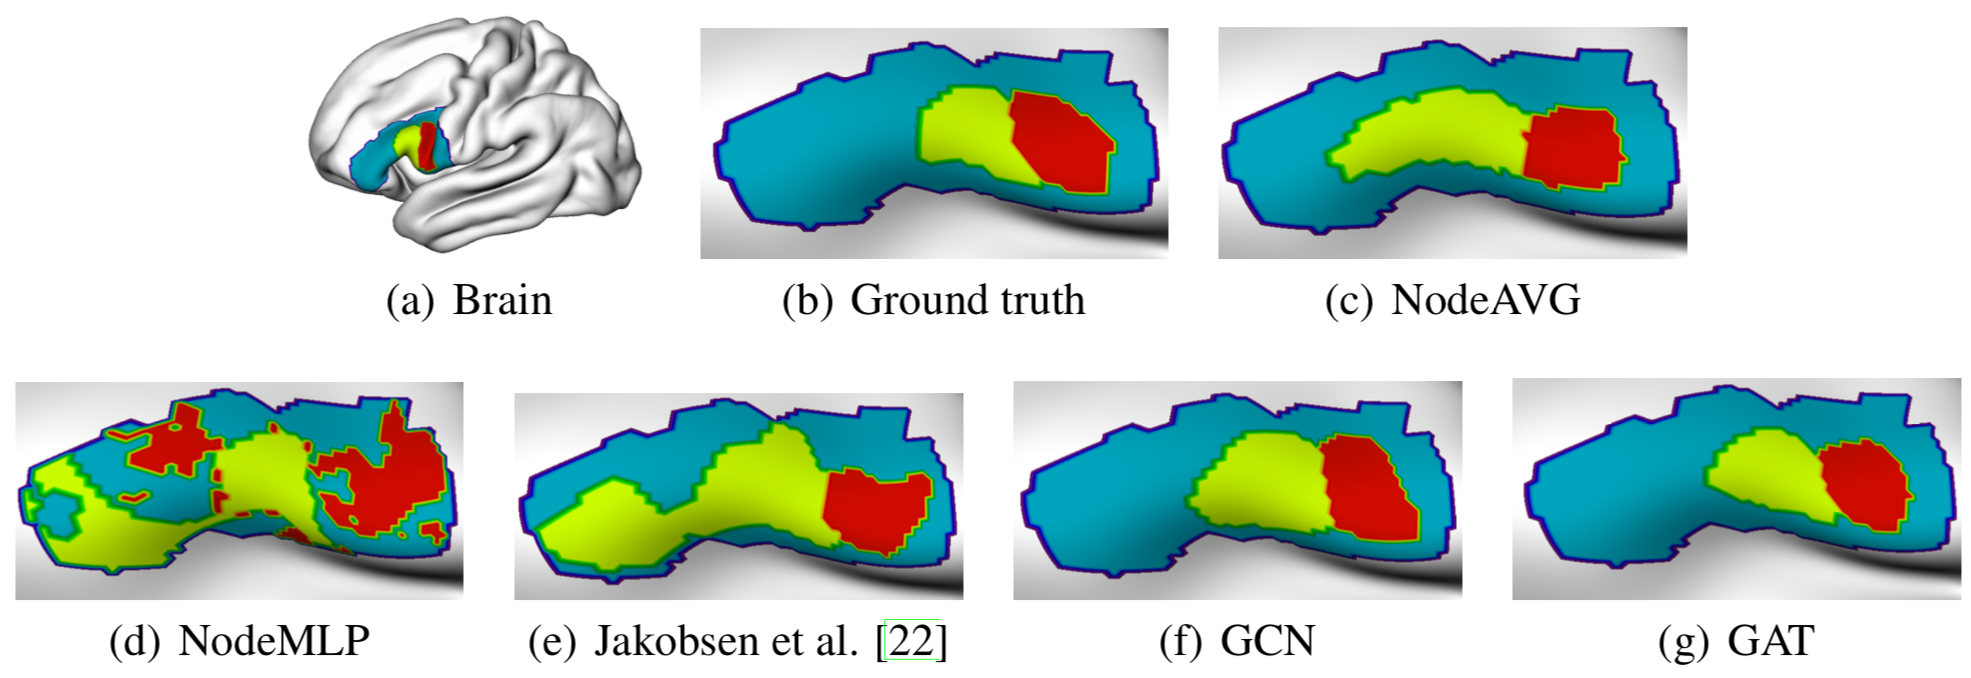 (a) Brain
(b) Ground truth
(c) NodeAVG
(d) NodeMLP
(e) Jakobsen et al. [22]
(f) GCN
(g) GAT